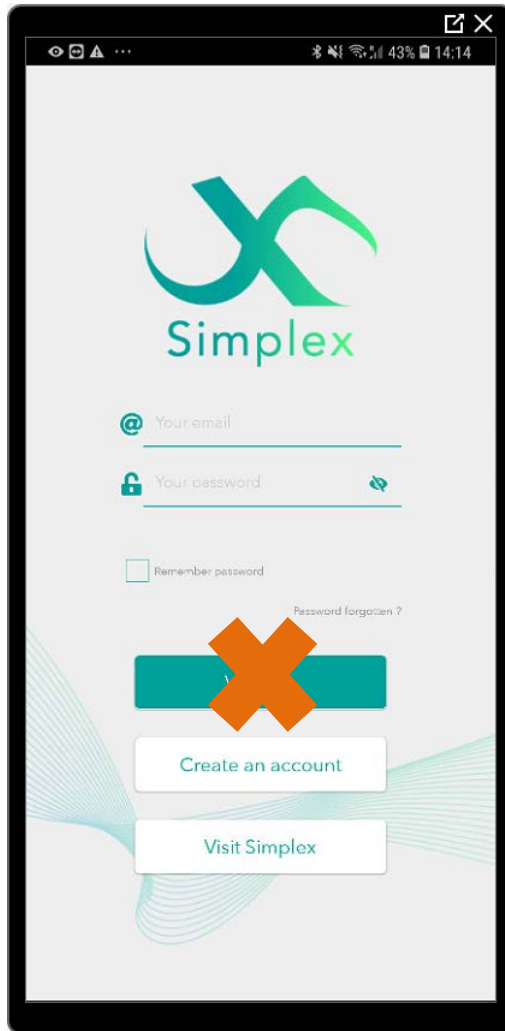 43% 14:14
Simplex
@ Your email
Your password
Remember password
Password forgotten ?
Create an account
Visit Simplex